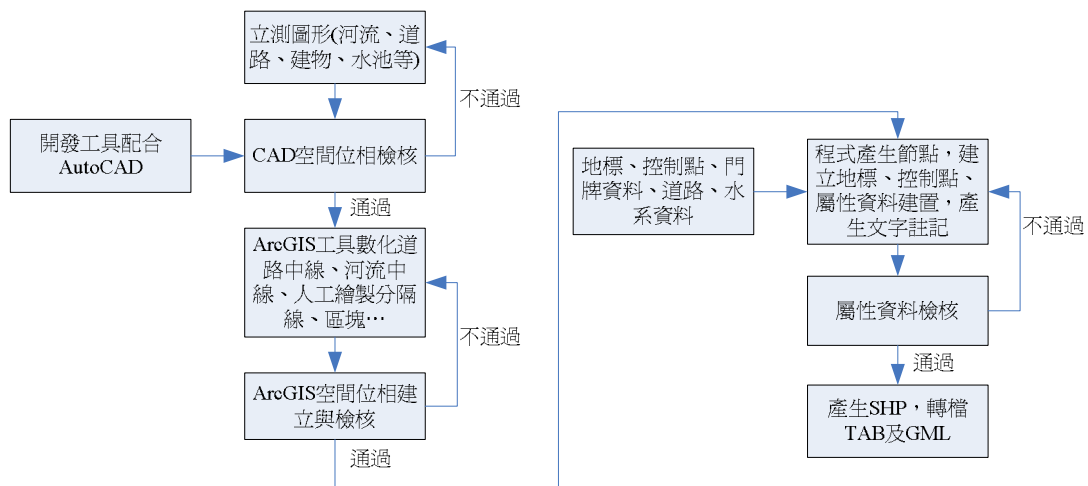 立測圖形(河流、道
路、建物、水池等)
不通過
開發工具配合
AutoCAD
CAD空間位相檢核
通過
ArcGIS工具數化道
路中線、河流中
線、人工繪製分隔
線、區塊…
不通過
ArcGIS空間位相建
立與檢核
通過
地標、控制點、門
牌資料、道路、水
系資料
程式產生節點，建
立地標、控制點、
屬性資料建置，產
生文字註記
不通過
屬性資料檢核
通過
產生SHP，轉檔
TAB及GML